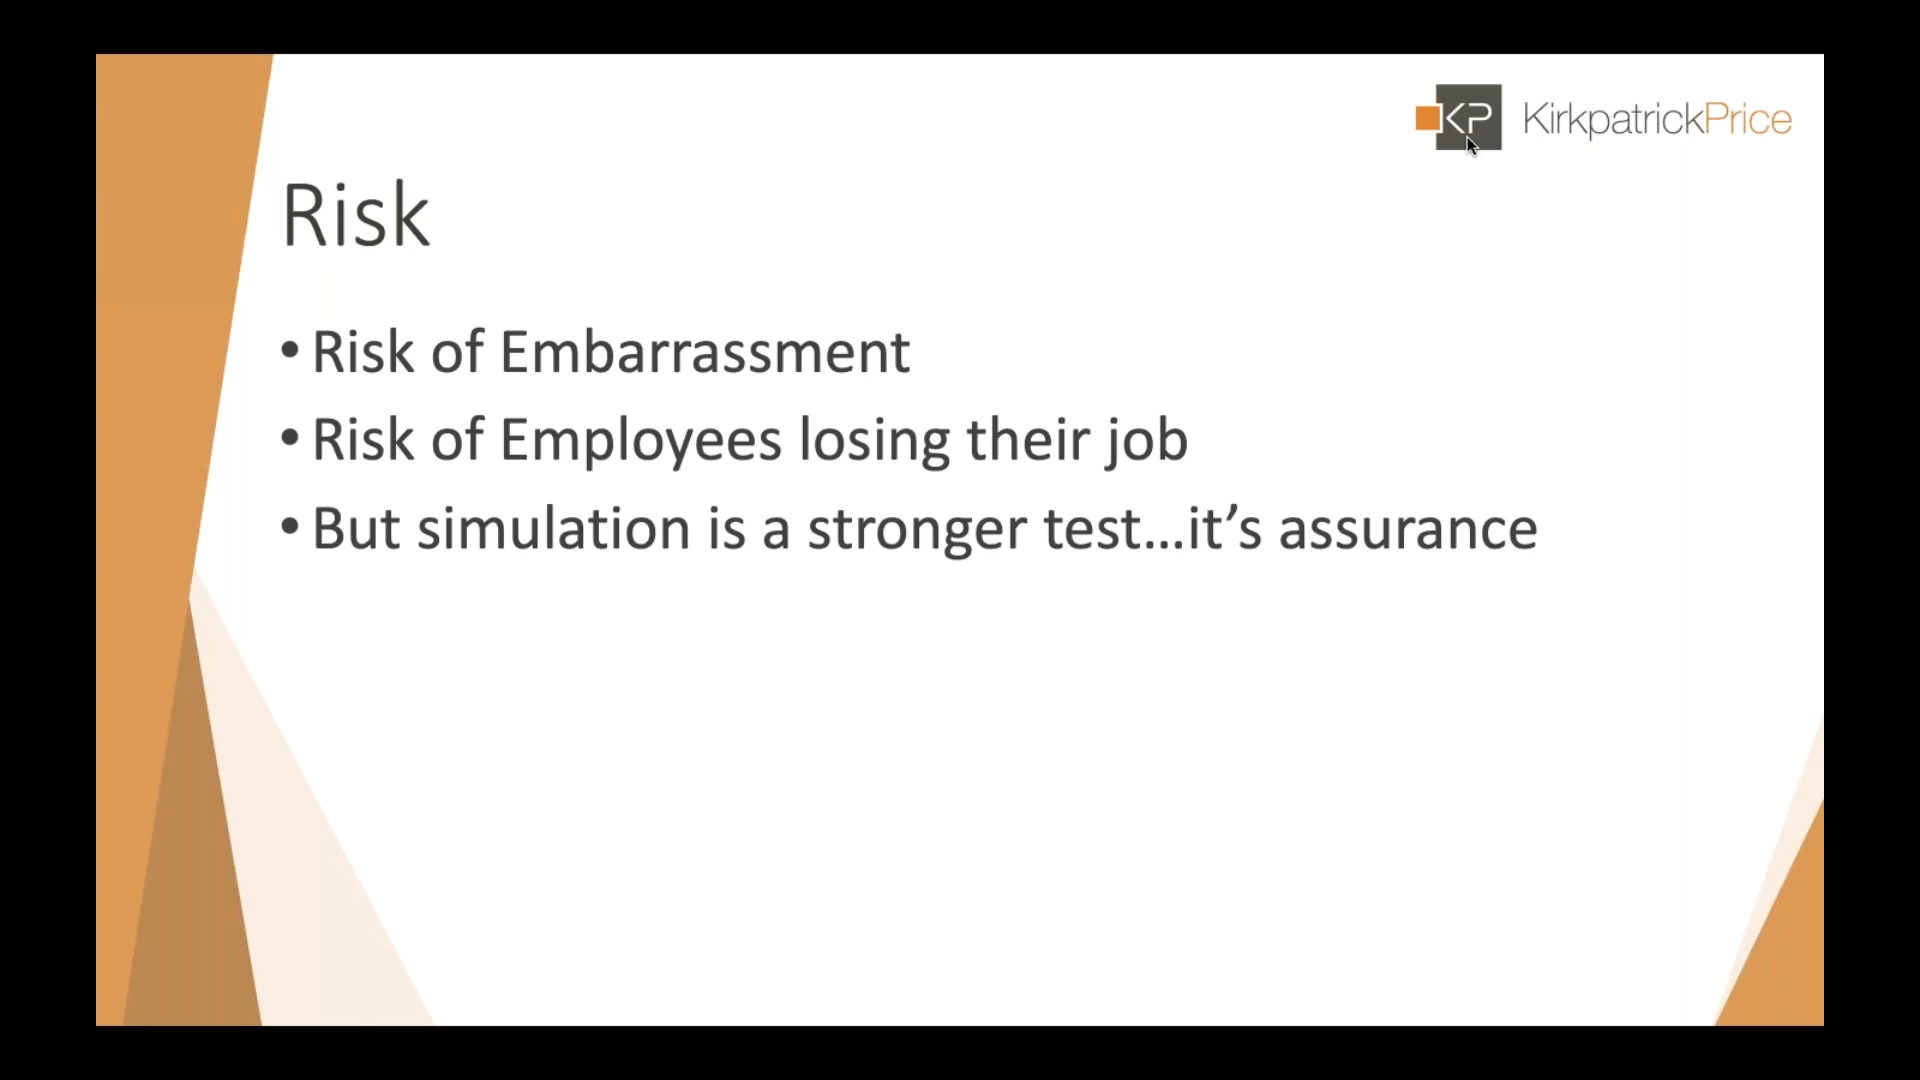 KP KirkpatrickPrice
Risk
• Risk of Embarrassment
• Risk of Employees losing their job
• But simulation is a stronger test...it’s assurance